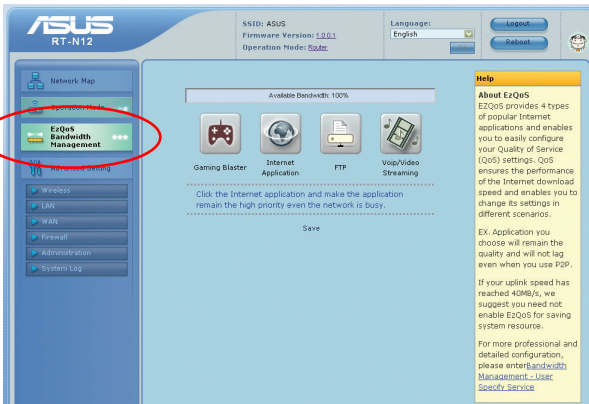 ASUS
RT-N12
SSID: ASUS
Firmware Version: 1.0.0.1
Operation Mode: Router
Language:
English
Logout
Reboot
Network Map
Operation Mode
EzQoS
Bandwidth
Management
Advanced Setting
Wireless
LAN
WAN
Firewall
Administration
System Log
Available Bandwidth: 100%
Gaming Blaster
Internet
Application
FTP
Voip/Video
Streaming
Click the Internet application and make the application
remain the high priority even the network is busy.
Save
Help
About EzQoS
EZQoS provides 4 types
of popular Internet
applications and enables
you to easily configure
your Quality of Service
(QoS) settings. QoS
ensures the performance
of the Internet download
speed and enables you to
change its settings in
different scenarios.
EX. Application you
choose will remain the
quality and will not lag
even when you use P2P.
If your uplink speed has
reached 40MB/s, we
suggest you need not
enable EzQoS for saving
system resource.
For more professional and
detailed configuration,
please enterBandwidth
Management - User
Specify Service